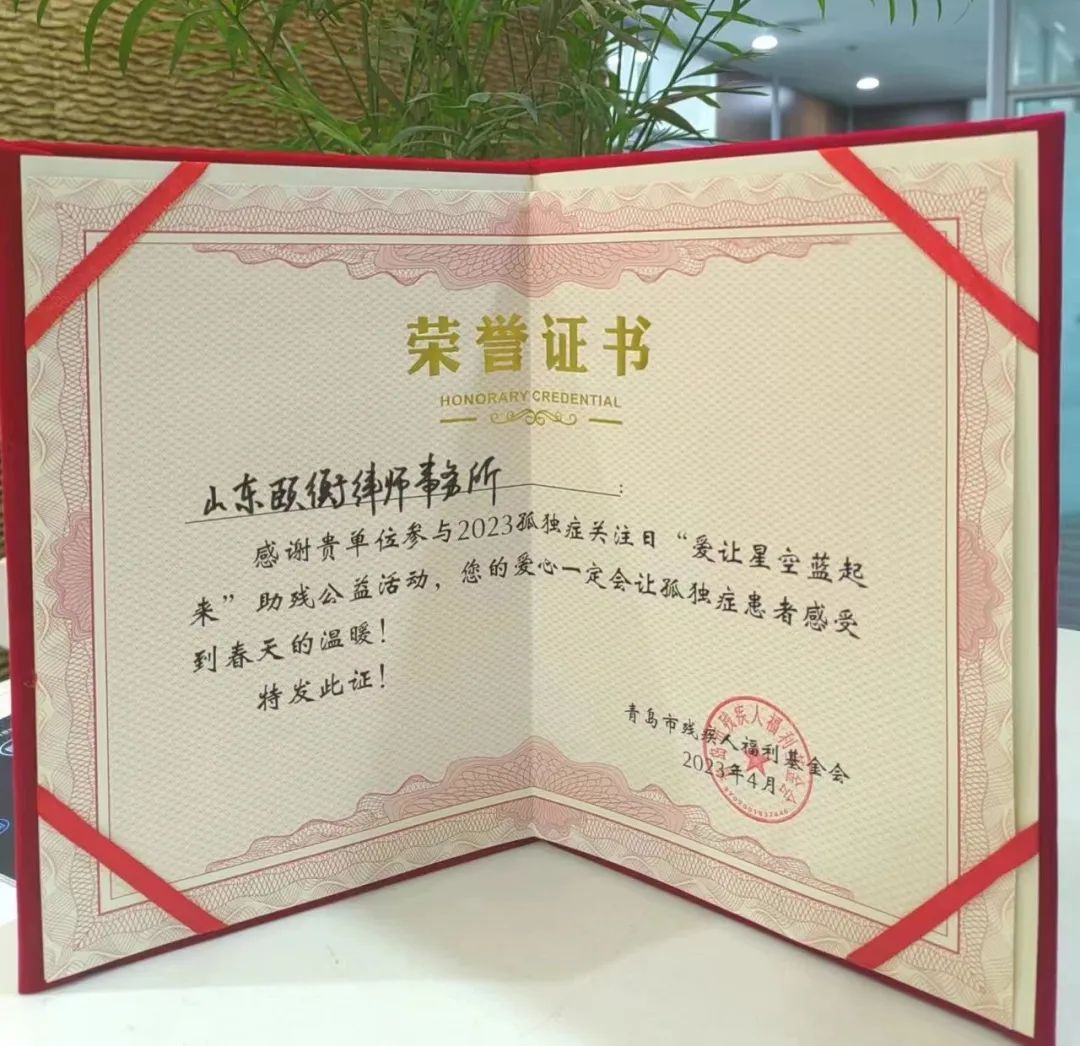 荣誉证书
HONORARY CREDENTIAL
山东颐衡律师事务所：
感谢贵单位参与2023孤独症关注日“爱让星空蓝起
来”助残公益活动，您的爱心一定会让孤独症患者感受
到春天的温暖！
特发此证！
青岛市残疾人福利基金会
2023年4月